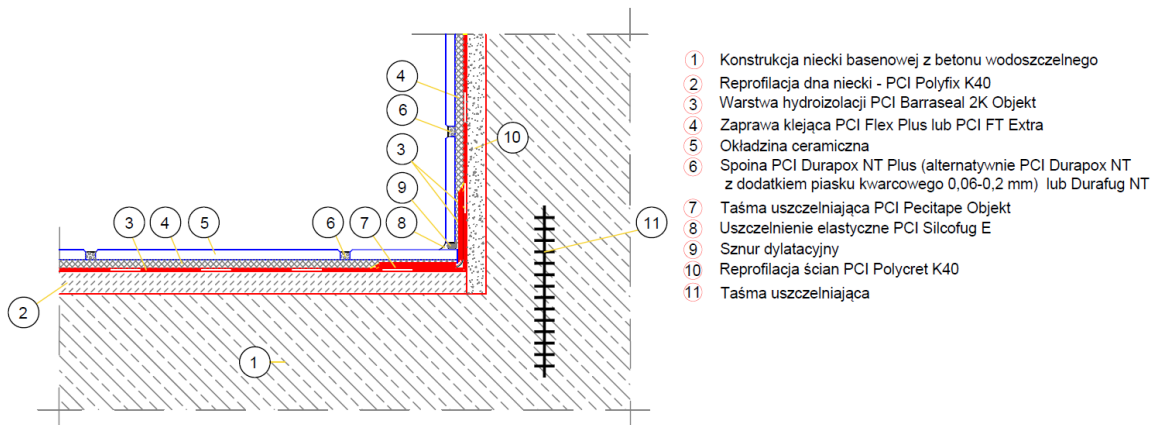 4
6
3
9
8
10
11
3
4
5
6
7
2
1
1 Konstrukcja niecki basenowej z betonu wodoszczelnego
2 Reprofilacja dna niecki - PCI Polyfix K40
3 Warstwa hydroizolacji PCI Barraseal 2K Objekt
4 Zaprawa klejąca PCI Flex Plus lub PCI FT Extra
5 Okładzina ceramiczna
6 Spoina PCI Durapox NT Plus (alternatywnie PCI Durapox NT
z dodatkiem piasku kwarcowego 0,06-0,2 mm) lub Durafug NT
7 Taśma uszczelniająca PCI Pecitape Objekt
8 Uszczelnienie elastyczne PCI Silcofug E
9 Sznur dylatacyjny
10 Reprofilacja ścian PCI Polycret K40
11 Taśma uszczelniająca